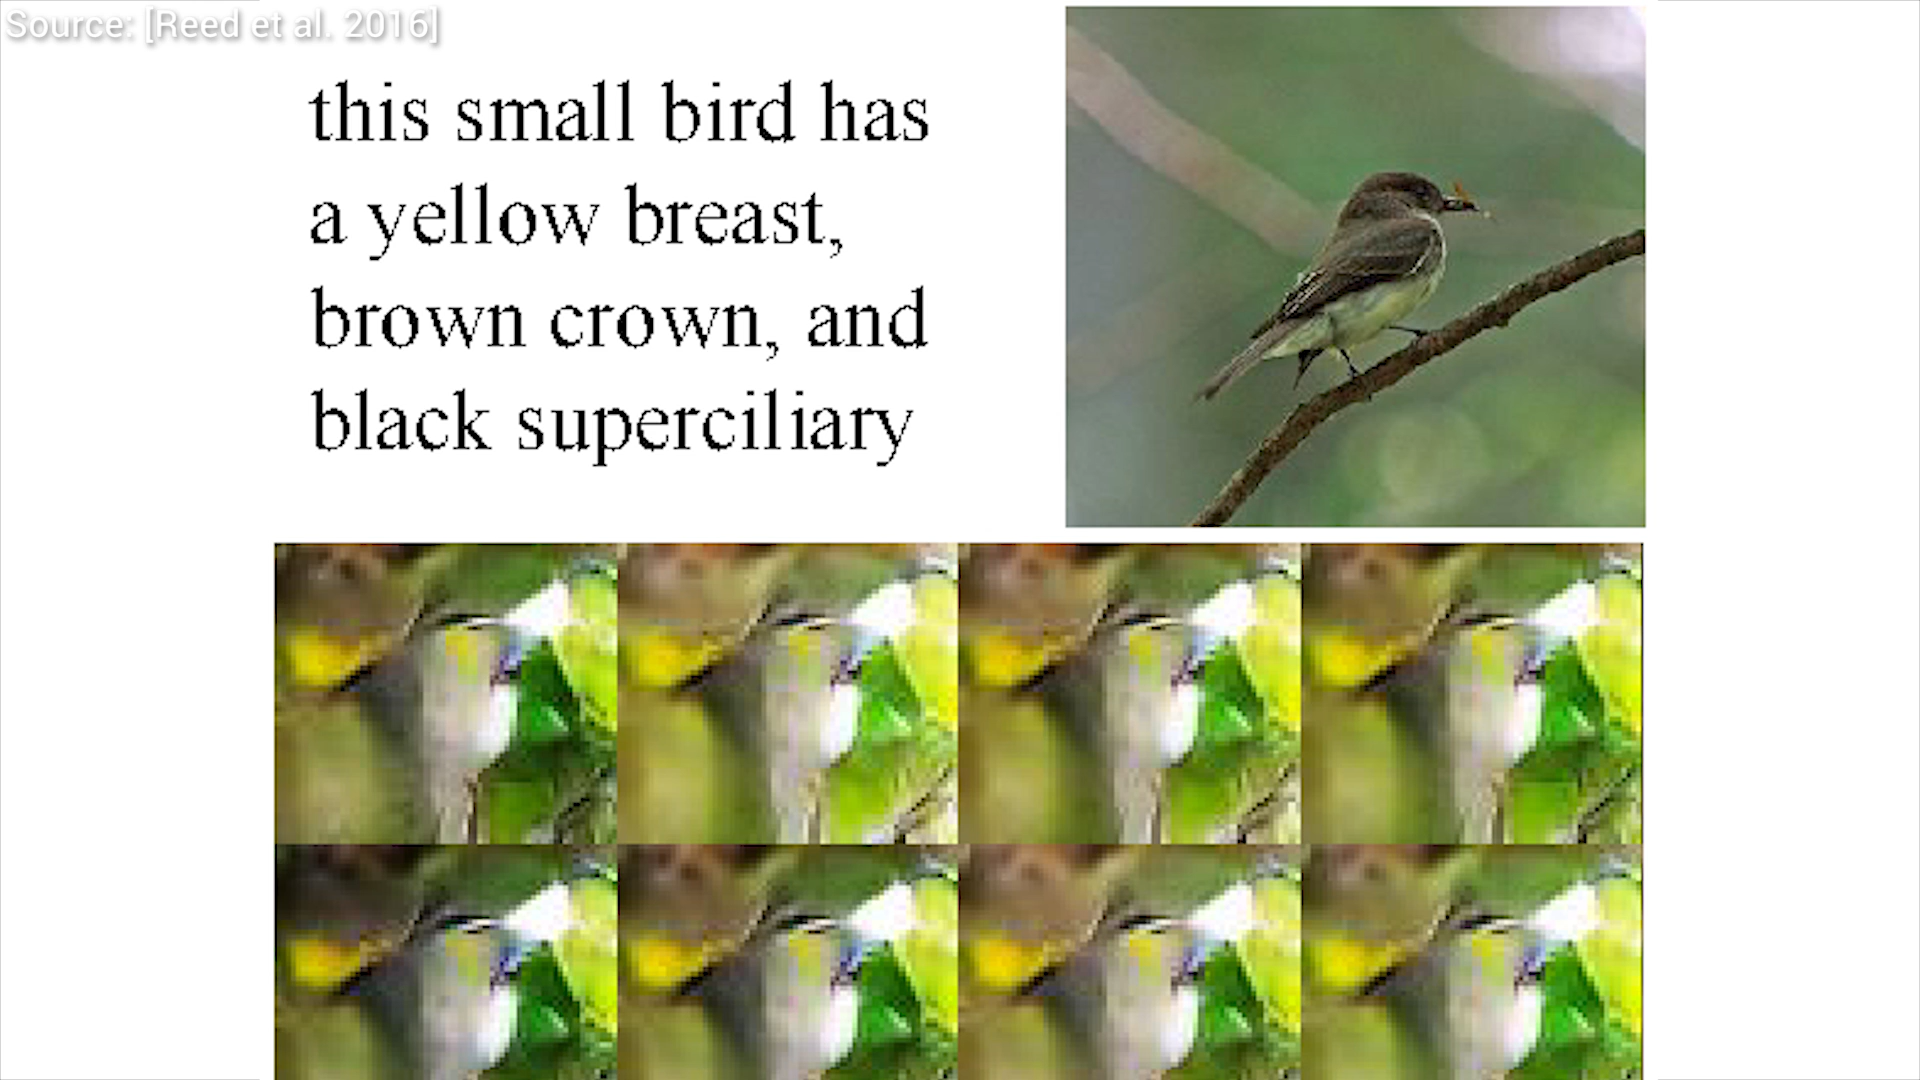 Source: [Reed et al. 2016]
this small bird has
a yellow breast,
brown crown, and
black superciliary